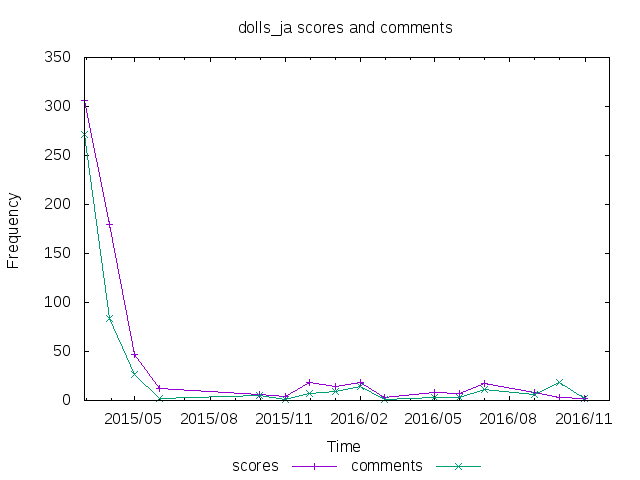 dolls_ja scores and comments
350
300
250
200
150
100
50
0
Frequency
2015/05 2015/08 2015/11 2016/02 2016/05 2016/08 2016/11
Time
scores comments